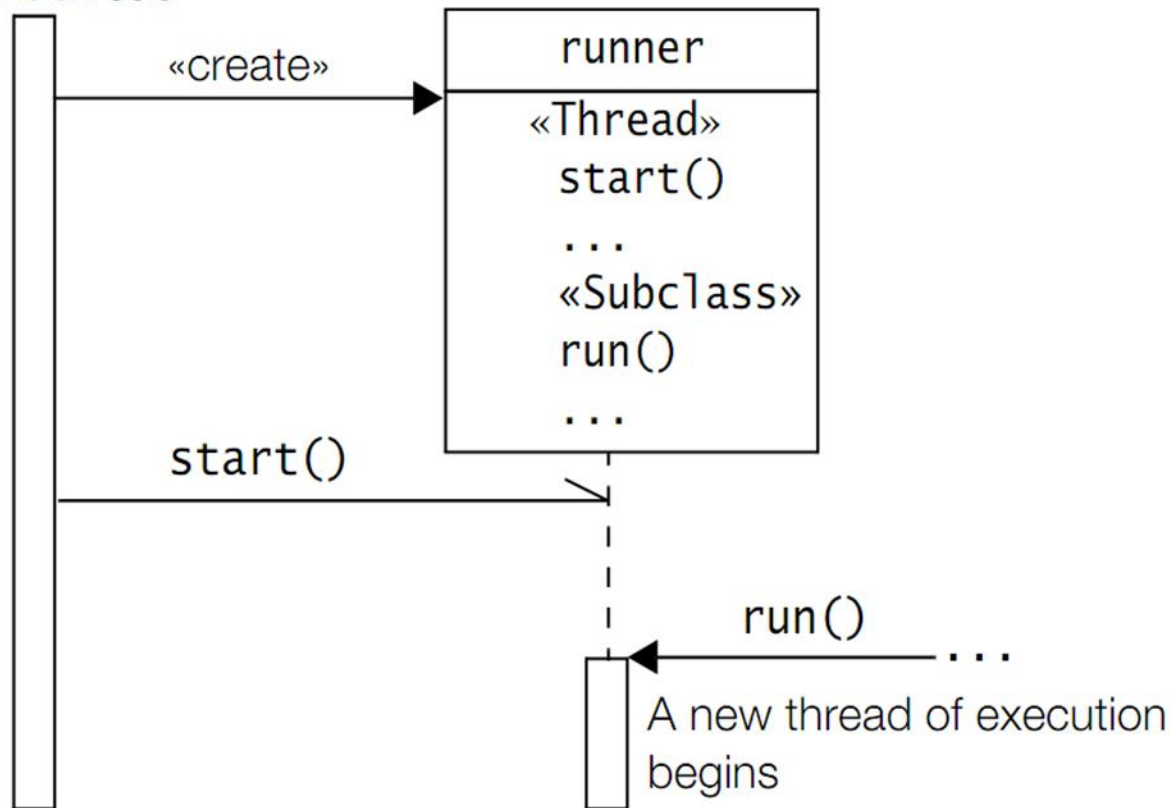 «create»
runner
«Thread»
start()
...
«Subclass»
run()
...
start()
run()
...
A new thread of execution
begins